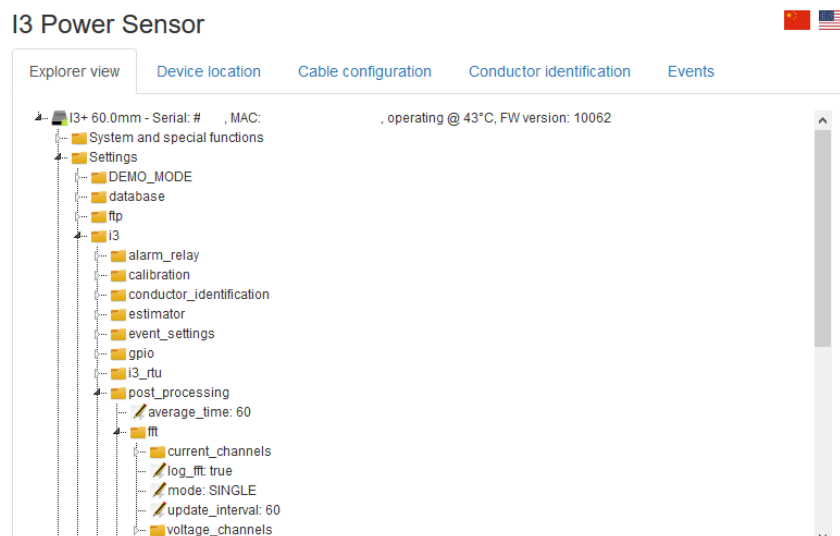 I3 Power Sensor
Explorer view Device location Cable configuration Conductor identification Events
I3+ 60.0mm - Serial: # , MAC: , operating @ 43°C, FW version: 10062
System and special functions
Settings
DEMO_MODE
database
ftp
i3
alarm_relay
calibration
conductor_identification
estimator
event_settings
gpio
i3_rtu
post_processing
average_time: 60
fft
current_channels
log_fft: true
mode: SINGLE
update_interval: 60
voltage_channels